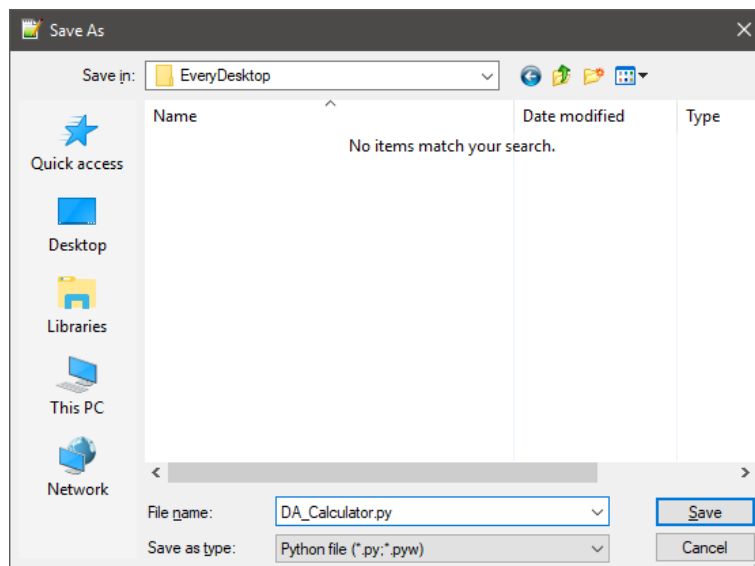 Save As
Save in: EveryDesktop
Name Date modified Type
No items match your search.
Quick access
Desktop
Libraries
This PC
Network
File name: DA_Calculator.py Save
Save as type: Python file (*.py;*.pyw) Cancel